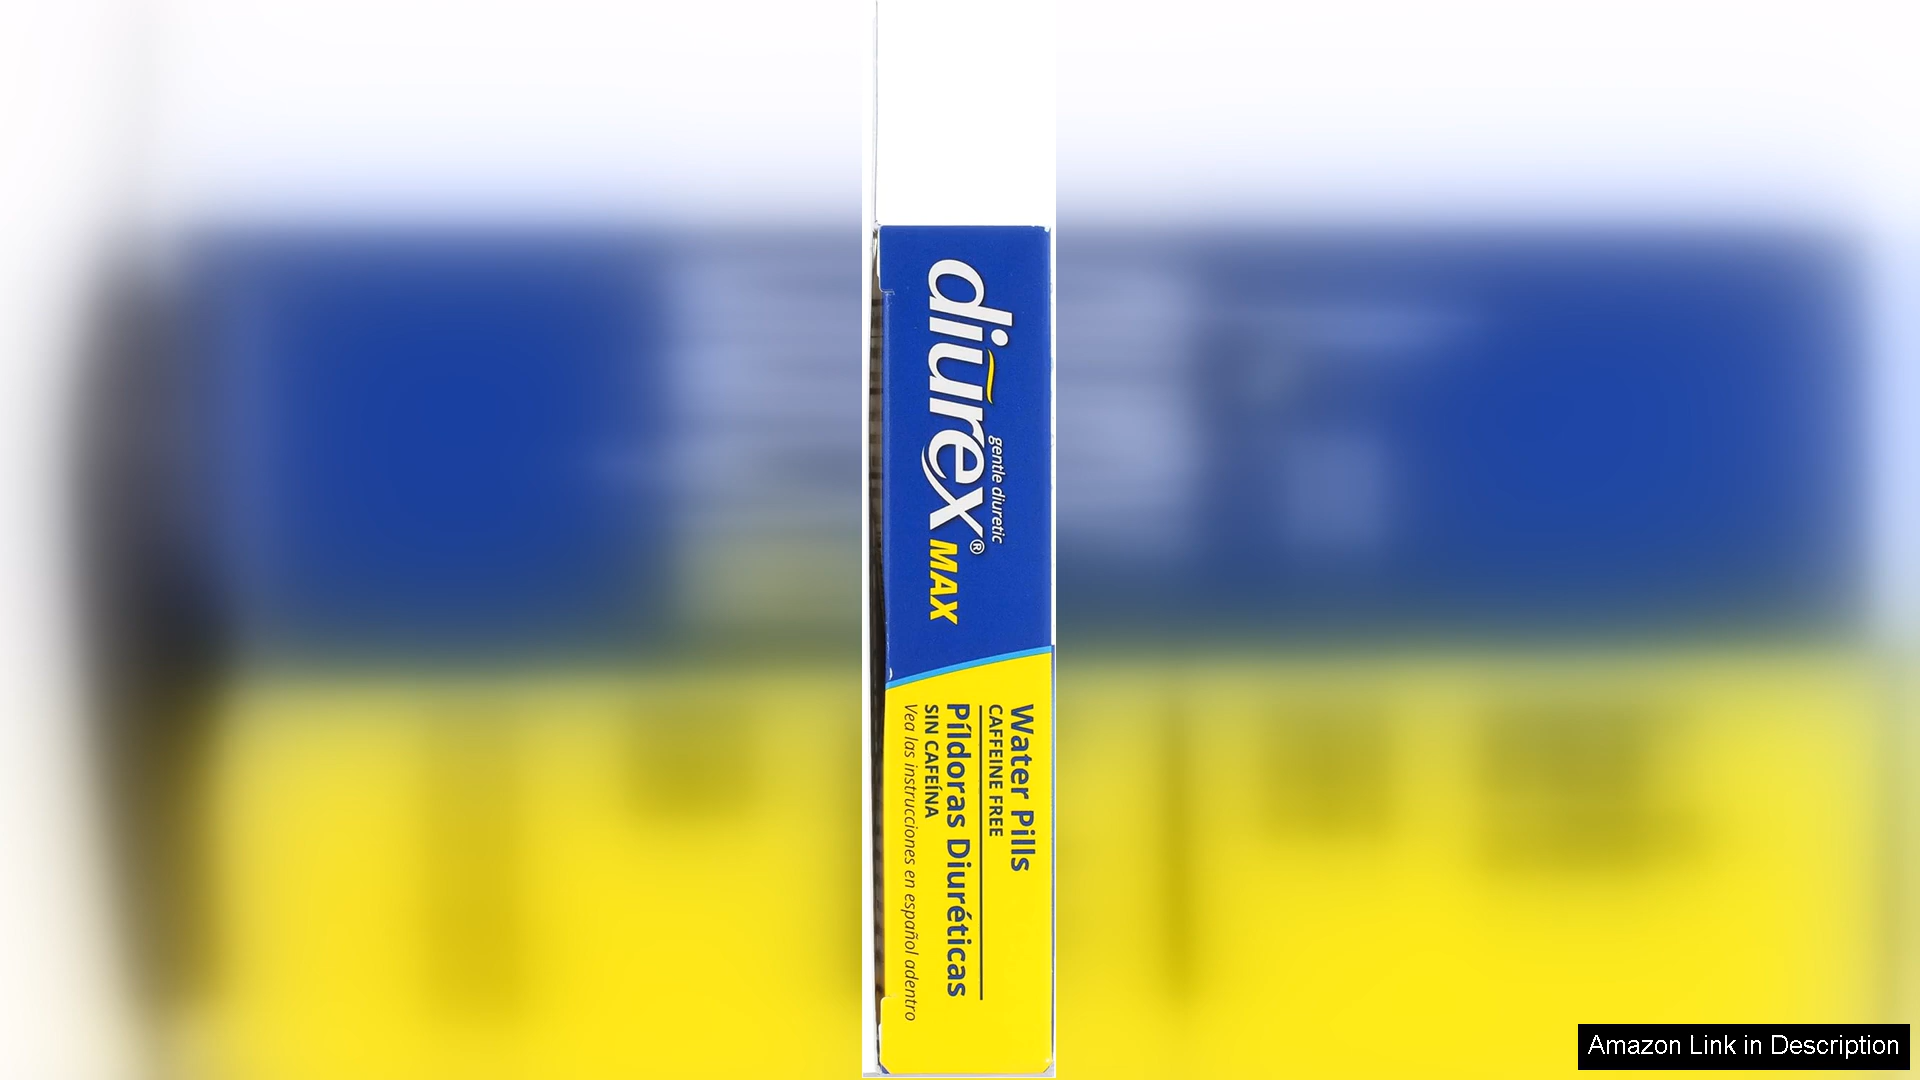 diurex® MAX
gentle diuretic
Water Pills
CAFFEINE FREE
Píldoras Diuréticas
SIN CAFEÍNA
Vea las instrucciones en español adentro
Amazon Link in Description